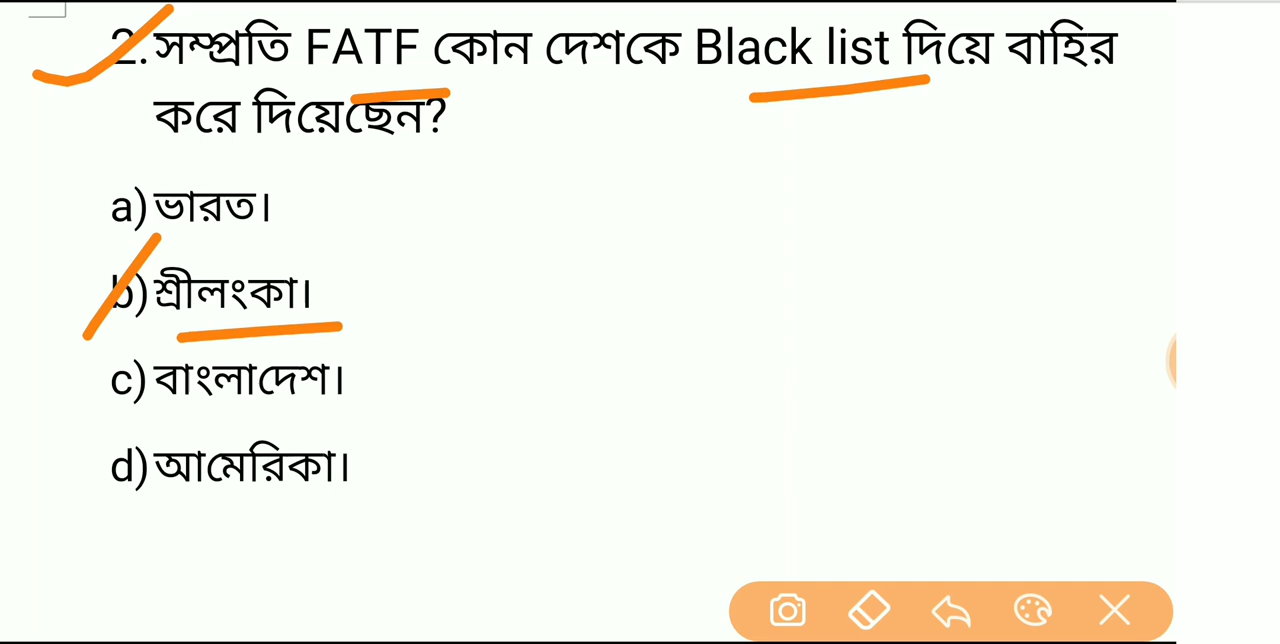 2. সম্প্রতি FATF কোন দেশকে Black list দিয়ে বাহির
করে দিয়েছেন?
a) ভারত।
b) শ্রীলংকা।
c) বাংলাদেশ।
d) আমেরিকা।